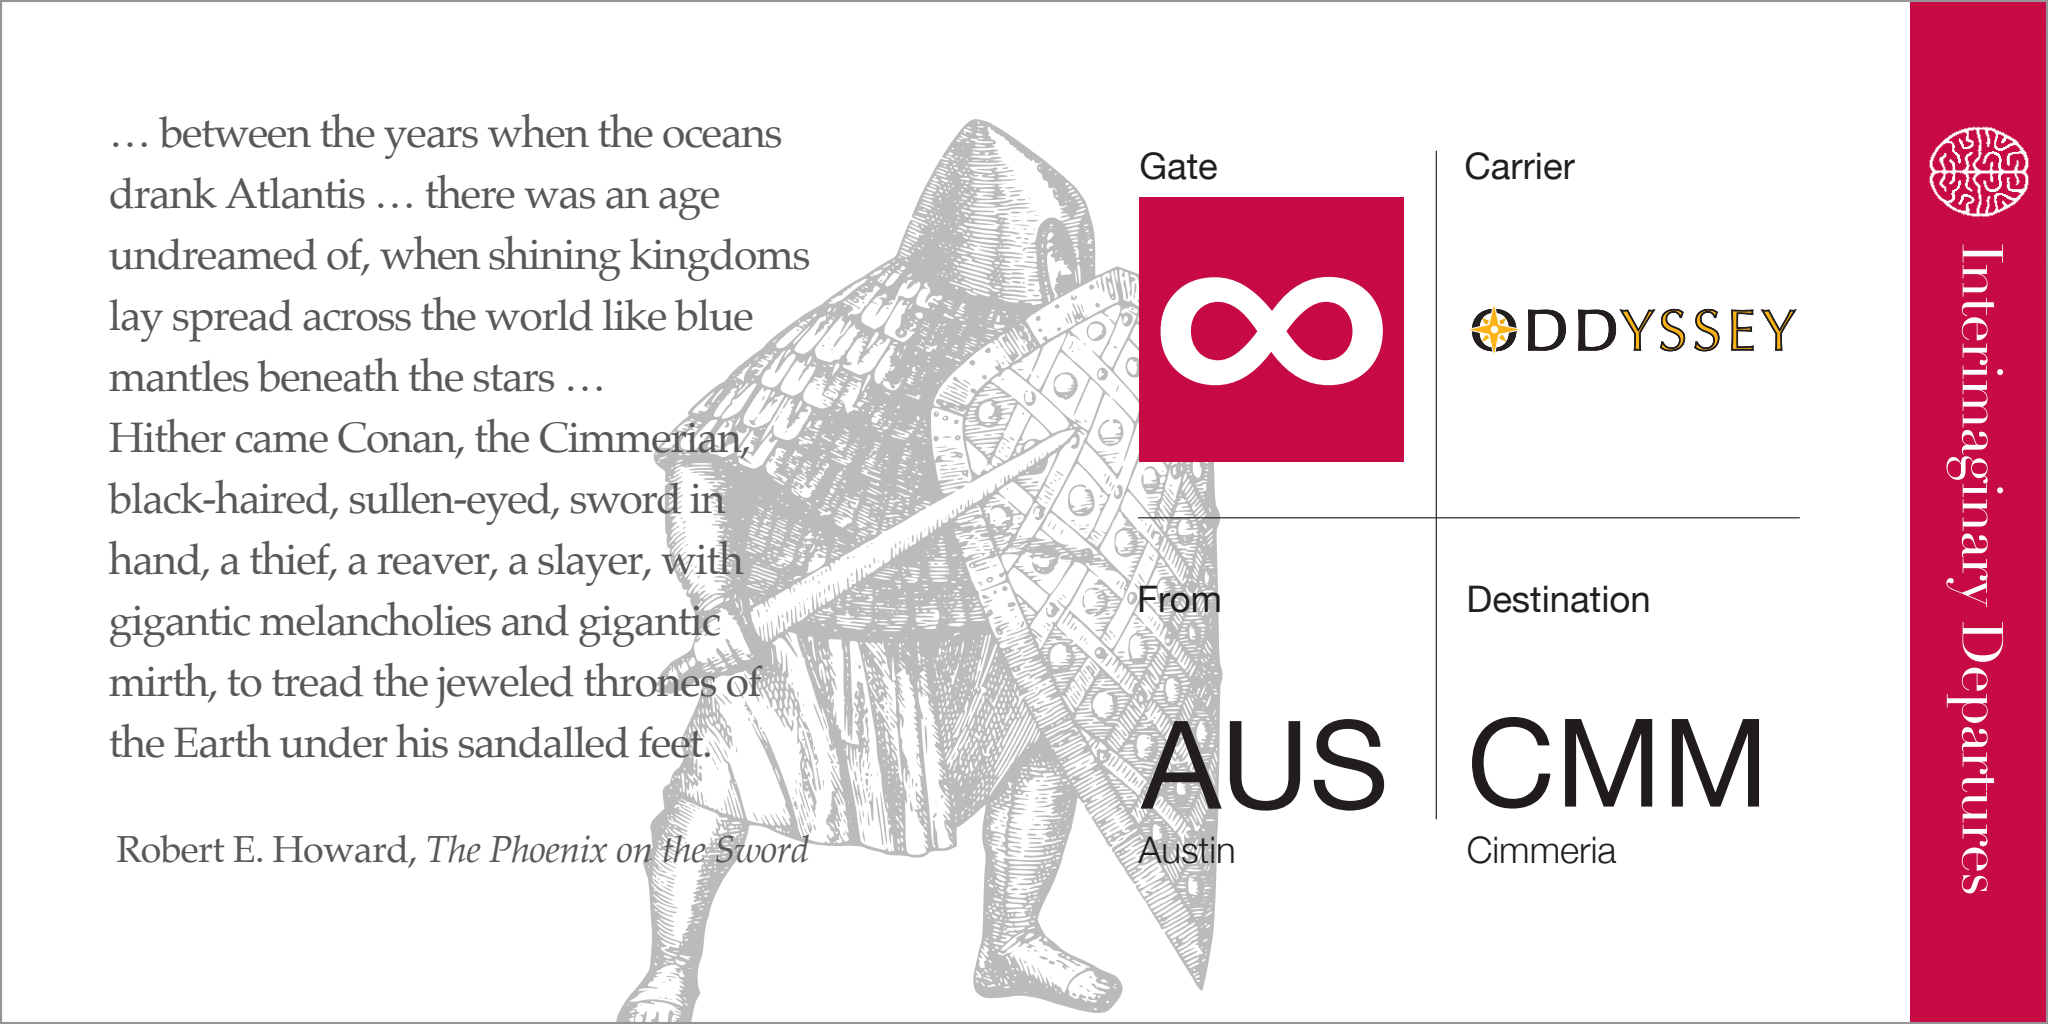 … between the years when the oceans
drank Atlantis … there was an age
undreamed of, when shining kingdoms
lay spread across the world like blue
mantles beneath the stars …
Hither came Conan, the Cimmerian,
black-haired, sullen-eyed, sword in
hand, a thief, a reaver, a slayer, with
gigantic melancholies and gigantic
mirth, to tread the jeweled thrones of
the Earth under his sandalled feet.
Robert E. Howard, The Phoenix on the Sword
Gate
∞
Carrier
ODDYSSEY
From
AUS
Austin
Destination
CMM
Cimmeria
Interimaginary Departures